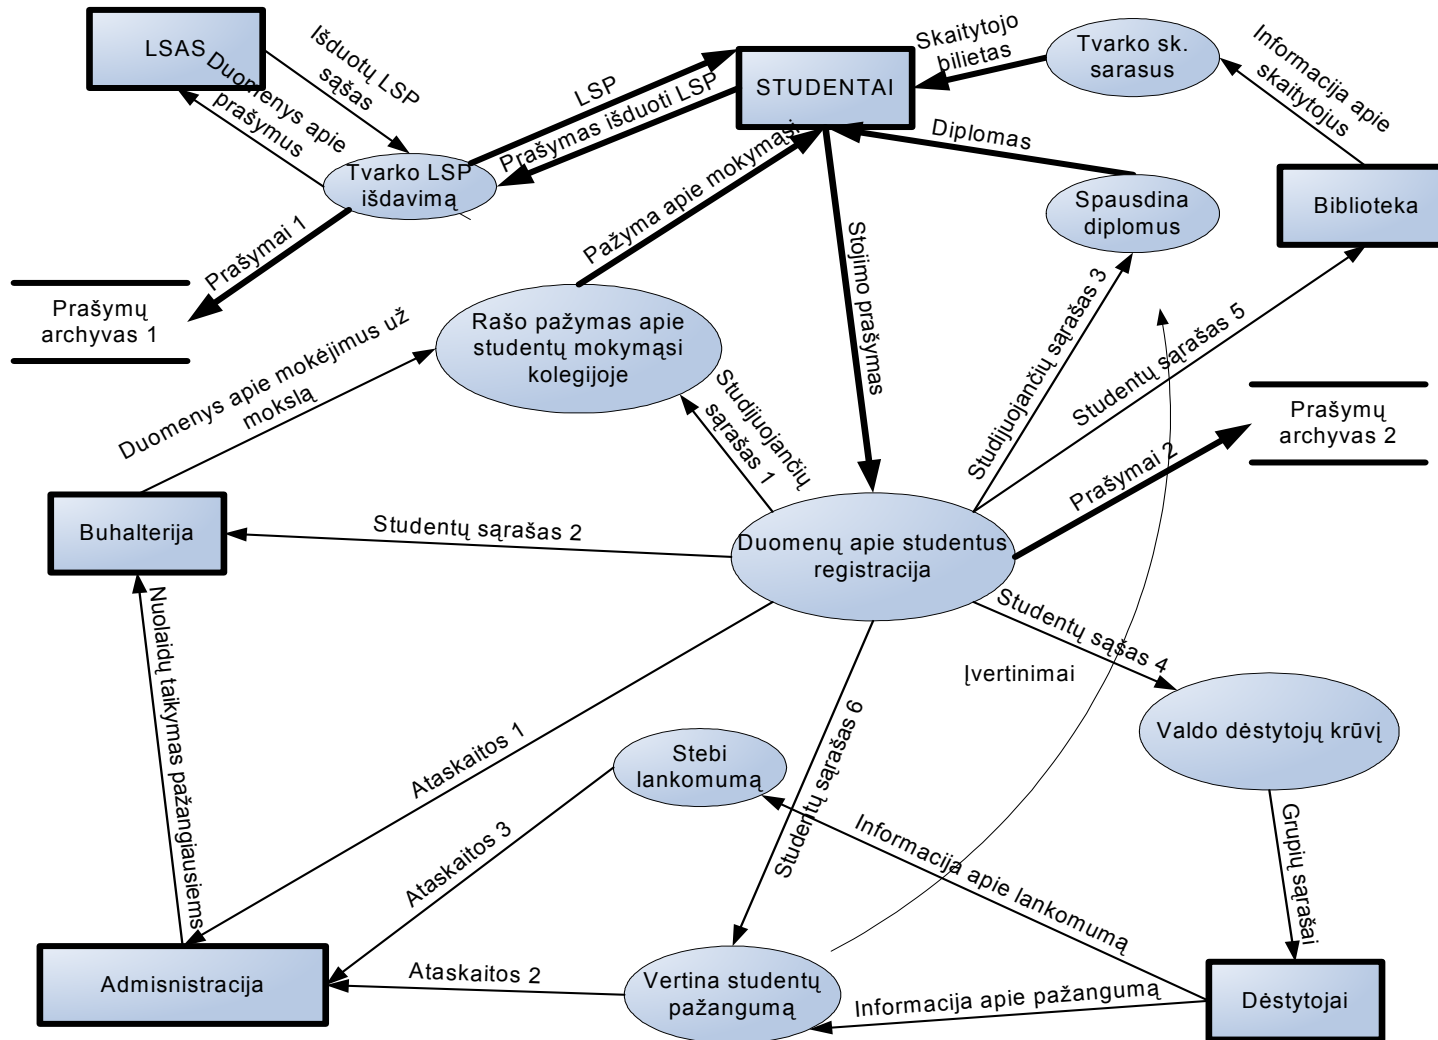 LSAS
Išduotų LSP
sąšas
Duomenys apie
prašymus
LSP
Prašymas išduoti LSP
STUDENTAI
Skaitytojo
bilietas
Tvarko sk.
sarasus
Informacija apie
skaitytojus
Tvarko LSP
išdavimą
Diplomas
Spausdina
diplomus
Biblioteka
Prašymai 1
Pažyma apie mokymąsi
Stojimo prašymas
Prašymų
archyvas 1
Rašo pažymas apie
studentų mokymąsi
kolegijoje
Studijuojančių sąrašas 3
Studentų sąrašas 5
Duomenys apie mokėjimus už
mokslą
Studijuojančių
sąrašas 1
Prašymų
archyvas 2
Prašymai 2
Buhalterija
Studentų sąrašas 2
Duomenų apie studentus
registracija
Nuolaidų taikymas pažangiausiems
Studentų sąšas 4
Įvertinimai
Ataskaitos 1
Stebi
lankomumą
Studentų sąrašas 6
Valdo dėstytojų krūvį
Ataskaitos 3
Informacija apie lankomumą
Grupių sąrašai
Admisnistracija
Ataskaitos 2
Vertina studentų
pažangumą
Informacija apie pažangumą
Dėstytojai